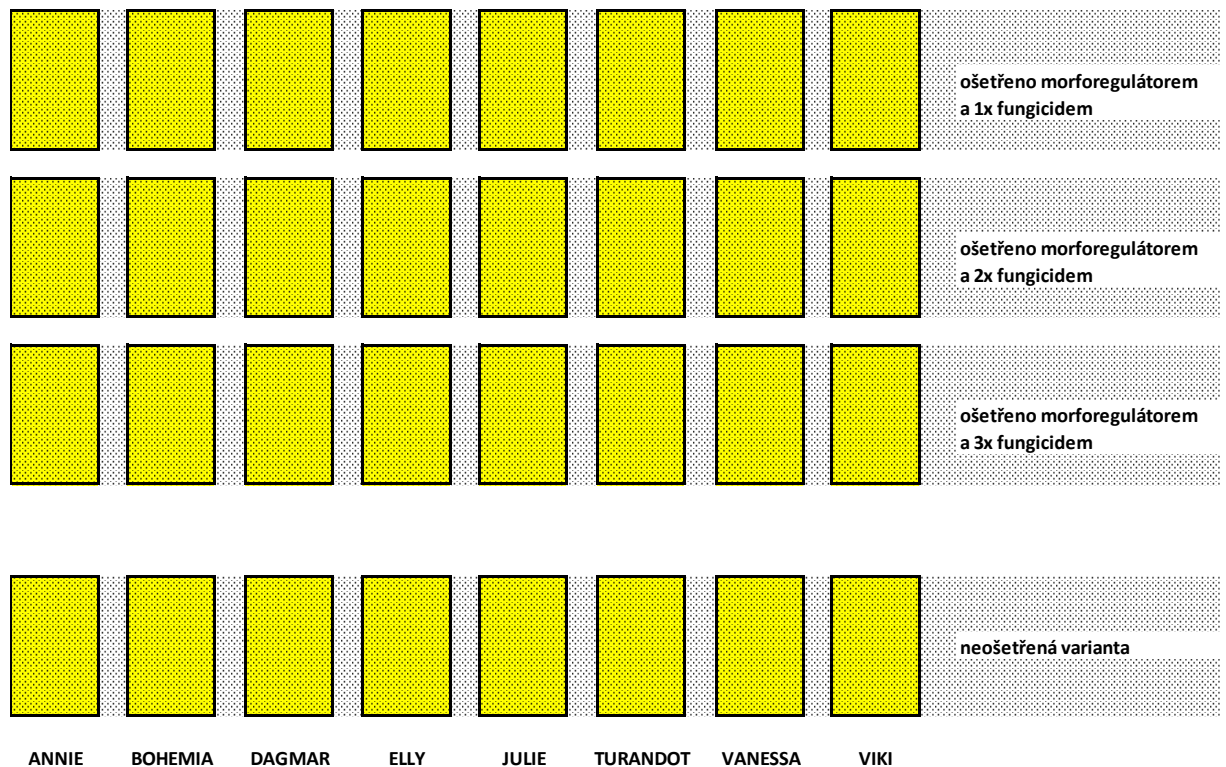 ošetřeno morforegulátorem
a 1x fungicidem
ošetřeno morforegulátorem
a 2x fungicidem
ošetřeno morforegulátorem
a 3x fungicidem
neošetřená varianta
ANNIE BOHEMIA DAGMAR ELLY JULIE TURANDOT VANESSA VIKI